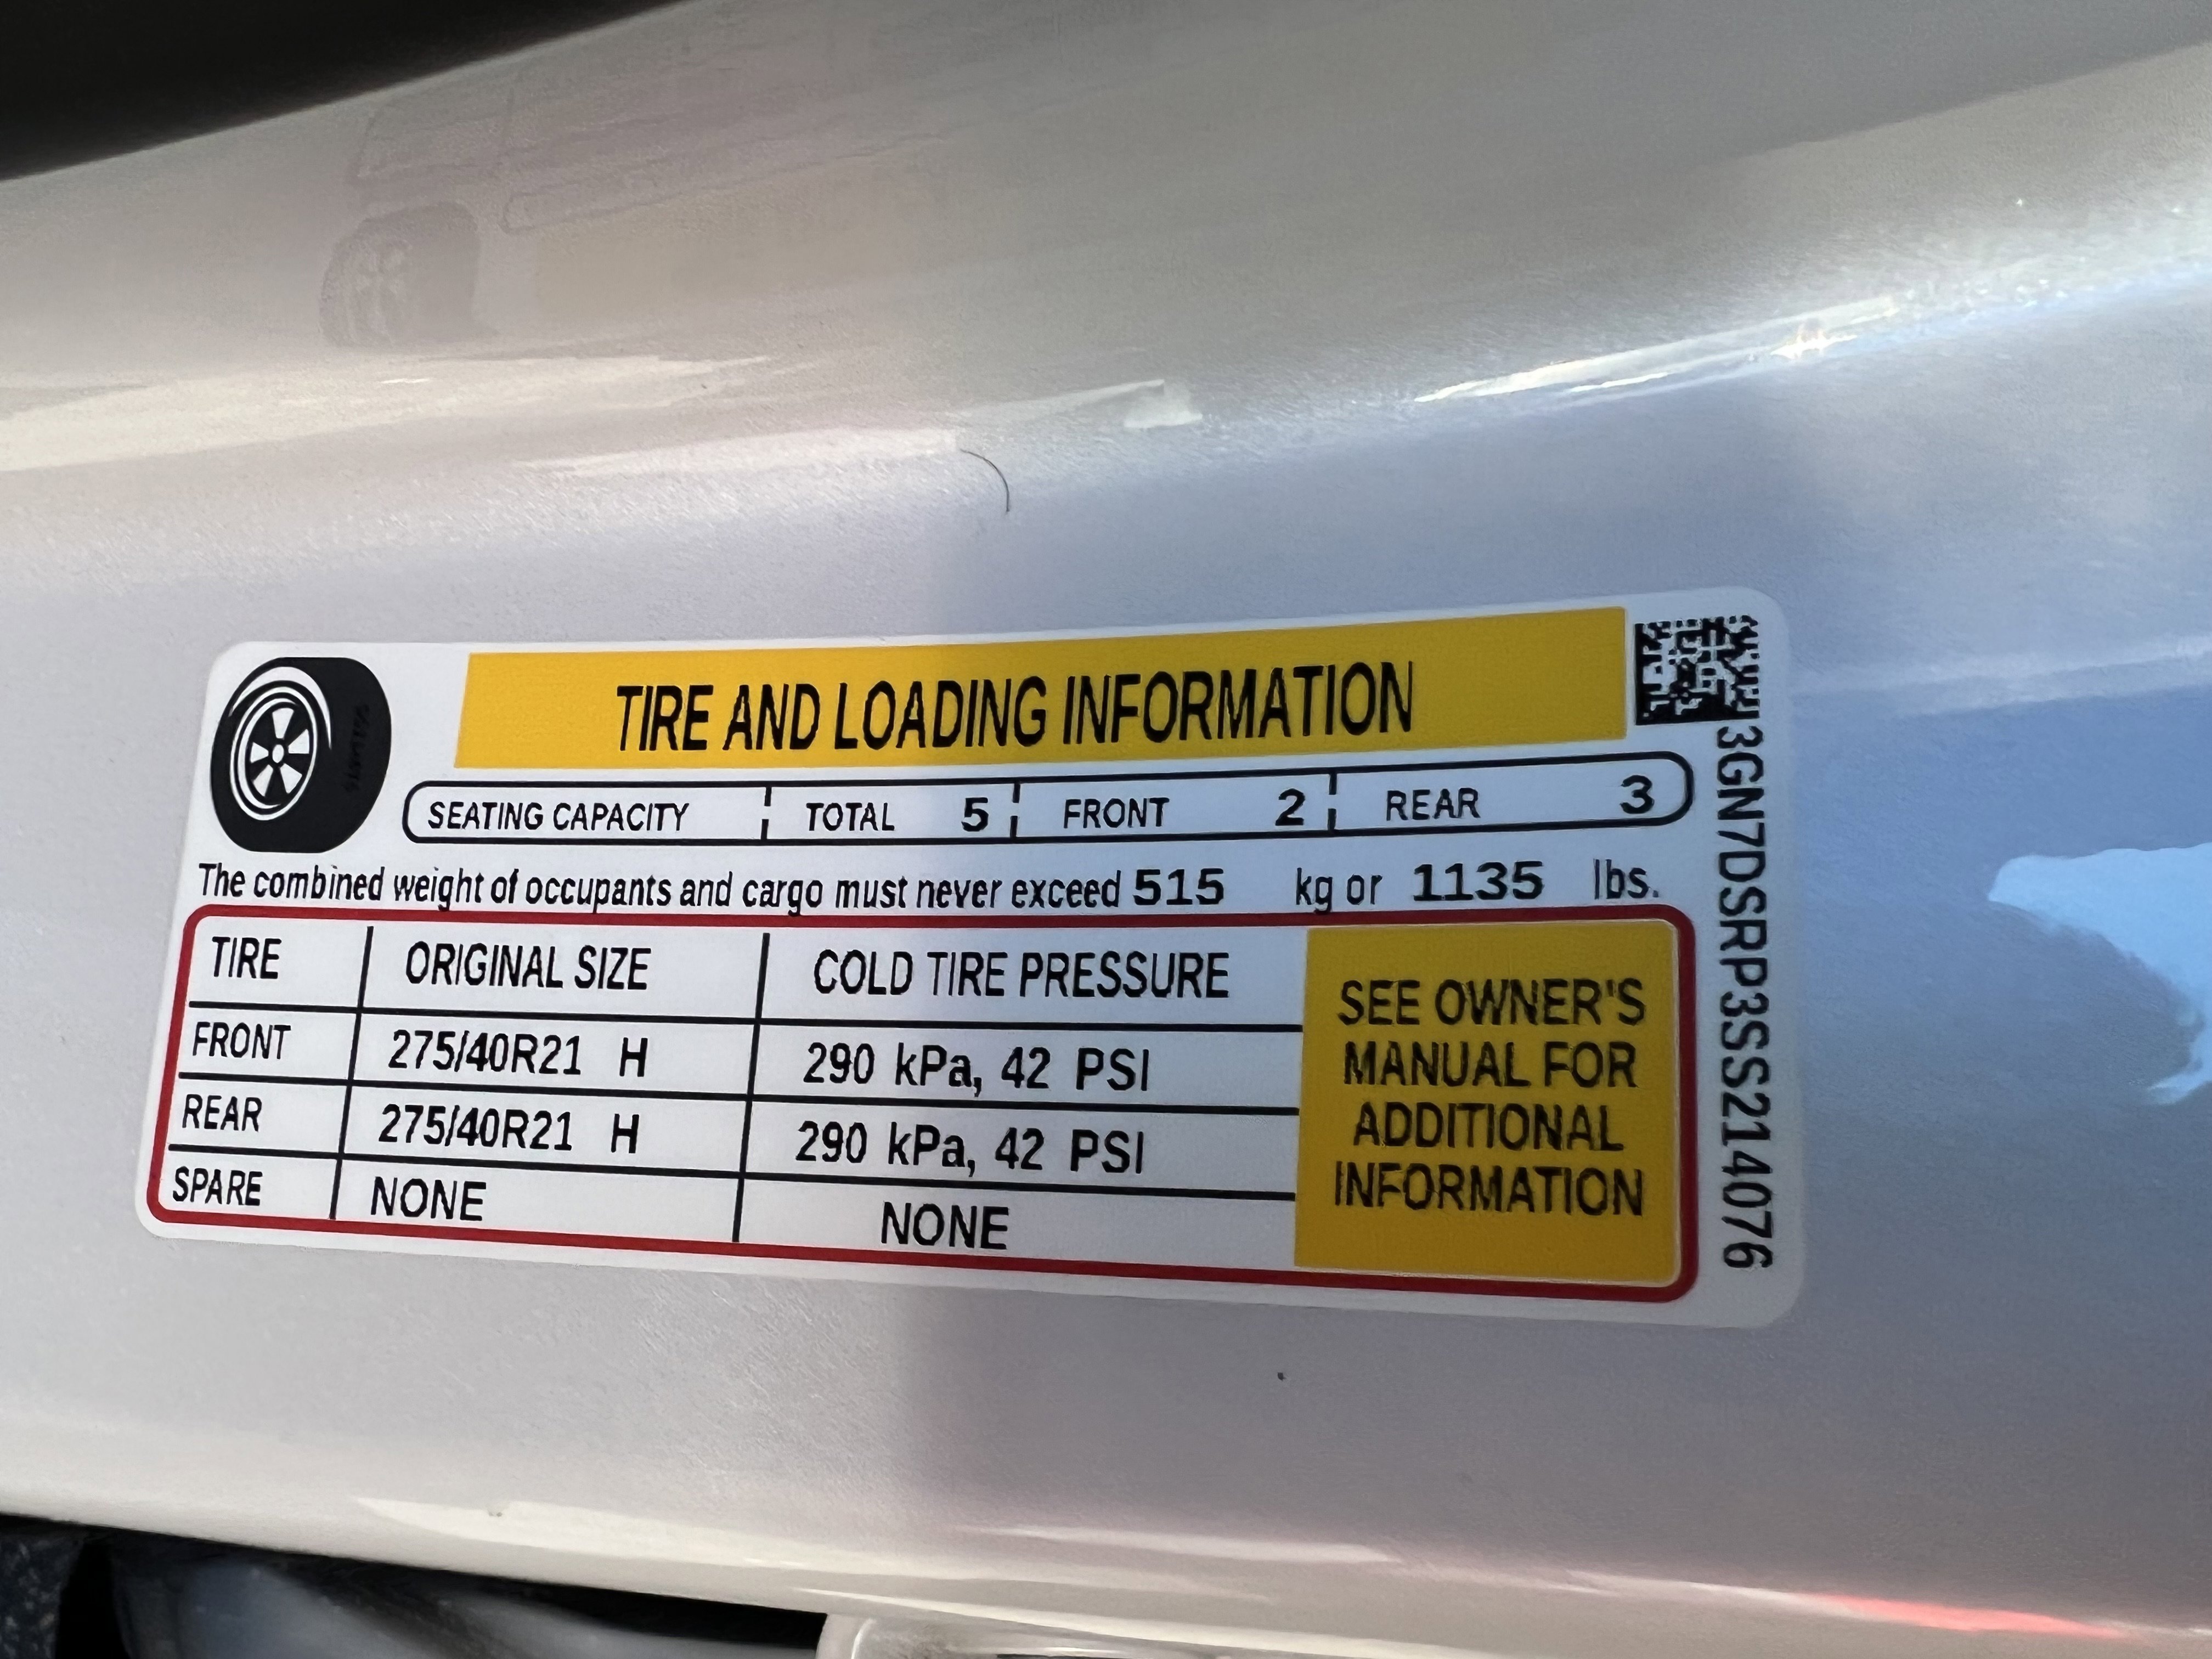 TIRE AND LOADING INFORMATION
SEATING CAPACITY TOTAL 5 FRONT 2 REAR 3
The combined weight of occupants and cargo must never exceed 515 kg or 1135 lbs.
TIRE ORIGINAL SIZE COLD TIRE PRESSURE
FRONT 275/40R21 H 290 kPa, 42 PSI
REAR 275/40R21 H 290 kPa, 42 PSI
SPARE NONE NONE
SEE OWNER'S
MANUAL FOR
ADDITIONAL
INFORMATION
3GN7DSRP3SS214076